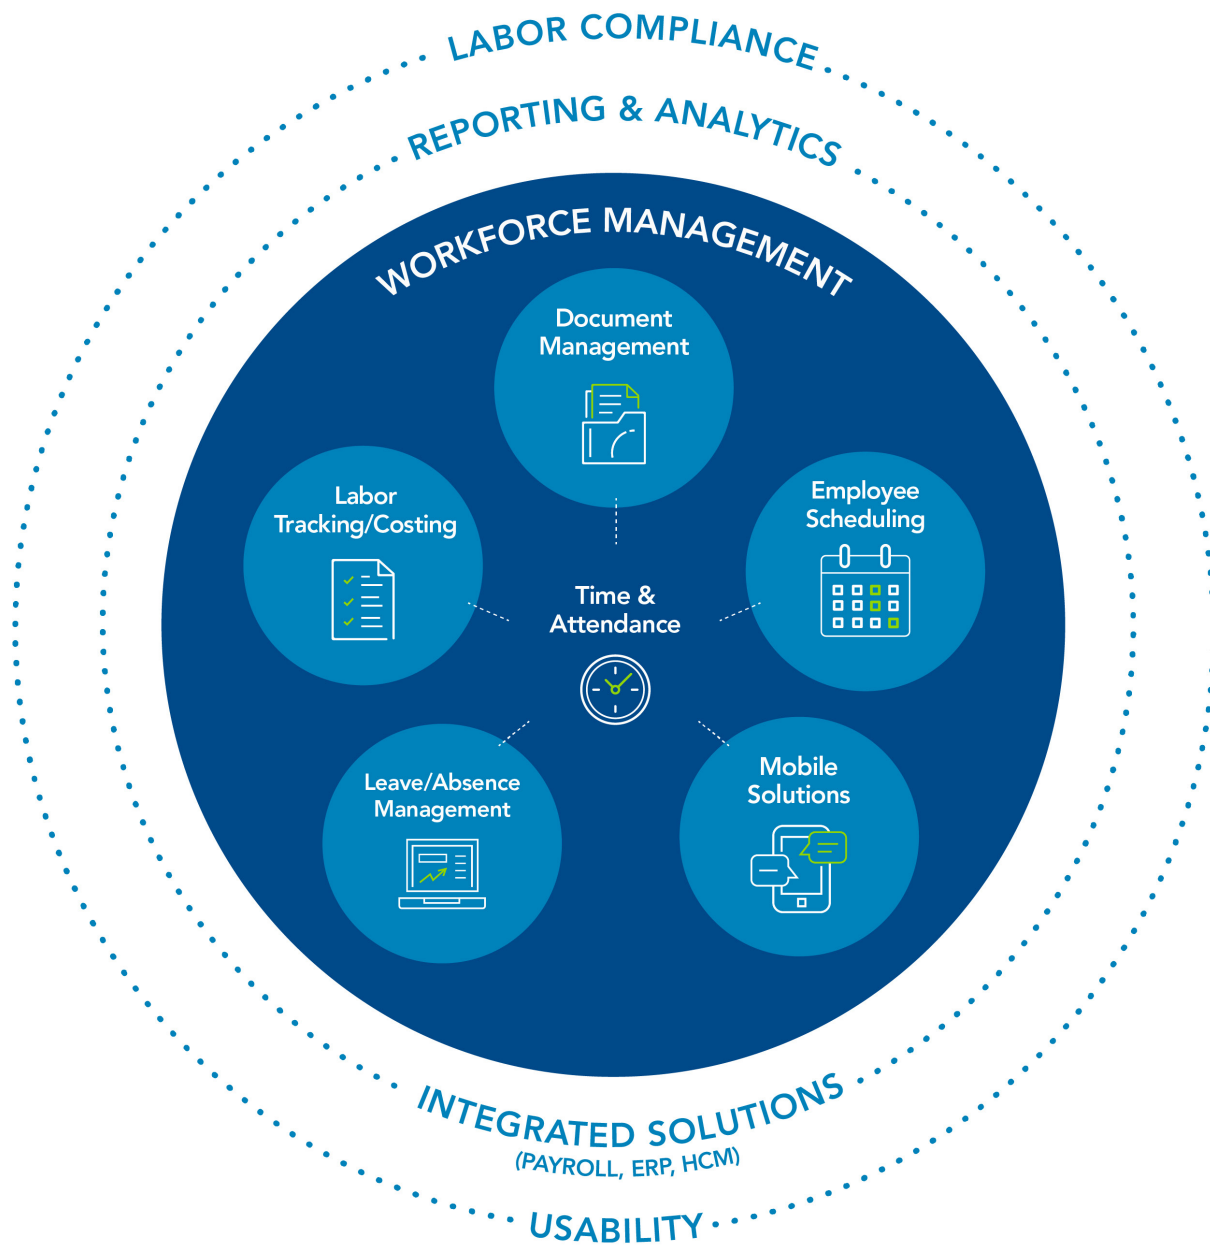 LABOR COMPLIANCE
REPORTING & ANALYTICS
WORKFORCE MANAGEMENT
Document
Management
Labor
Tracking/Costing
Employee
Scheduling
Time &
Attendance
Leave/Absence
Management
Mobile
Solutions
INTEGRATED SOLUTIONS
(PAYROLL, ERP, HCM)
USABILITY